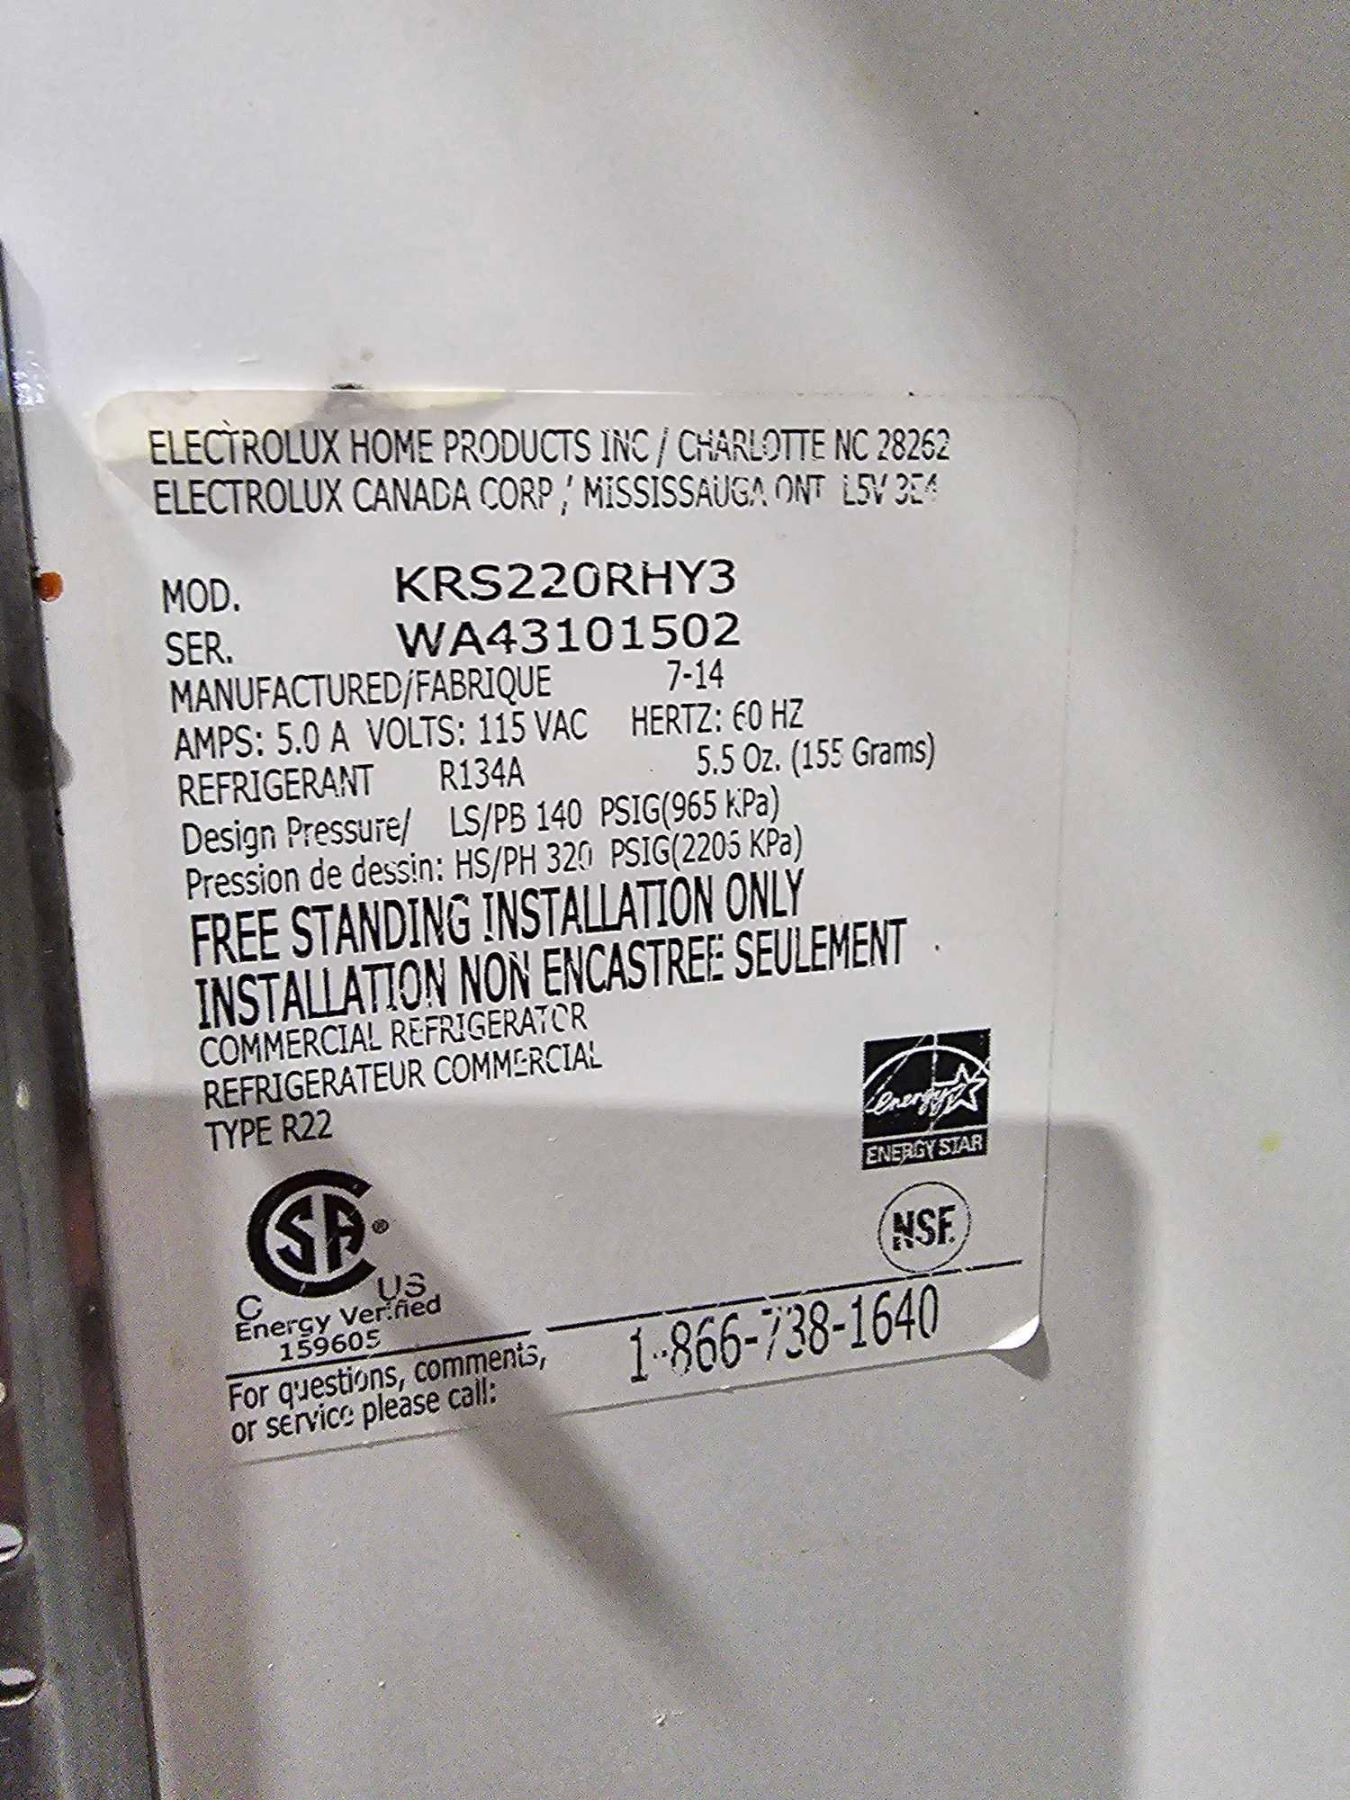 ELECTROLUX HOME PRODUCTS INC / CHARLOTTE NC 28262
ELECTROLUX CANADA CORP / MISSISSAUGA ONT L5V 3E4
MOD. KRS220RHY3
SER. WA43101502
MANUFACTURED/FABRIQUE 7-14
AMPS: 5.0 A VOLTS: 115 VAC HERTZ: 60 HZ
REFRIGERANT R134A 5.5 Oz. (155 Grams)
Design Pressure/ LS/PB 140 PSIG(965 KPa)
Pression de dessin: HS/PH 320 PSIG(2206 KPa)
FREE STANDING INSTALLATION ONLY
INSTALLATION NON ENCASTREE SEULEMENT
COMMERCIAL REFRIGERATOR
REFRIGERATEUR COMMERCIAL
TYPE R22
energy
ENERGY STAR
SA®
C US
NSF.
Energy Verified
159605
For questions, comments,
or service please call: 1-866-738-1640